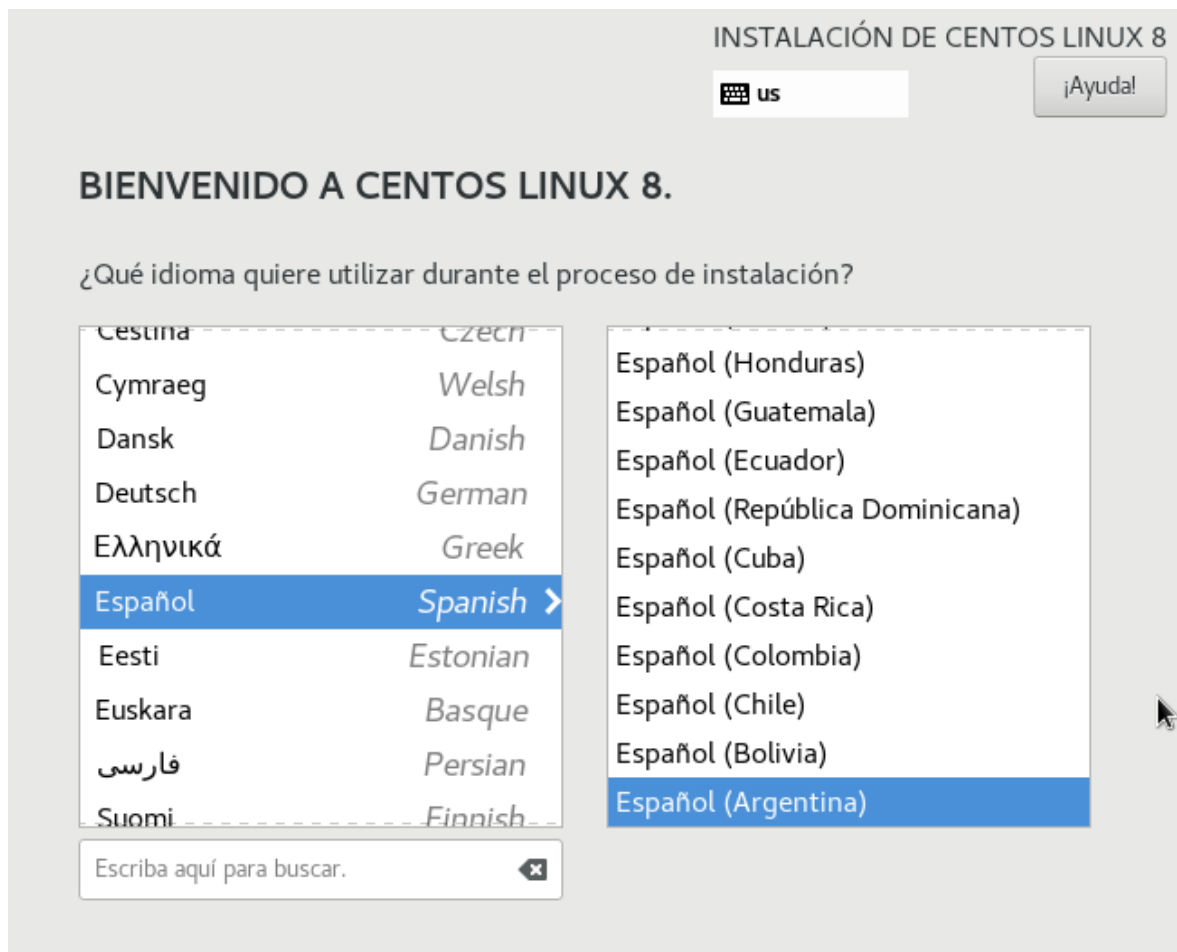 INSTALACIÓN DE CENTOS LINUX 8
us
¡Ayuda!
BIENVENIDO A CENTOS LINUX 8.
¿Qué idioma quiere utilizar durante el proceso de instalación?
Čeština Czech
Cymraeg Welsh
Dansk Danish
Deutsch German
Ελληνικά Greek
Español Spanish
Eesti Estonian
Euskara Basque
فارسی Persian
Suomi Finnish
Español (Honduras)
Español (Guatemala)
Español (Ecuador)
Español (República Dominicana)
Español (Cuba)
Español (Costa Rica)
Español (Colombia)
Español (Chile)
Español (Bolivia)
Español (Argentina)
Escriba aquí para buscar.